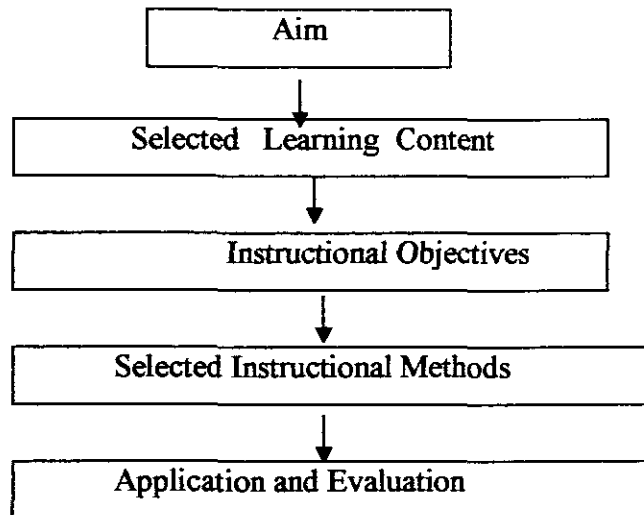 Aim
Selected Learning Content
Instructional Objectives
Selected Instructional Methods
Application and Evaluation